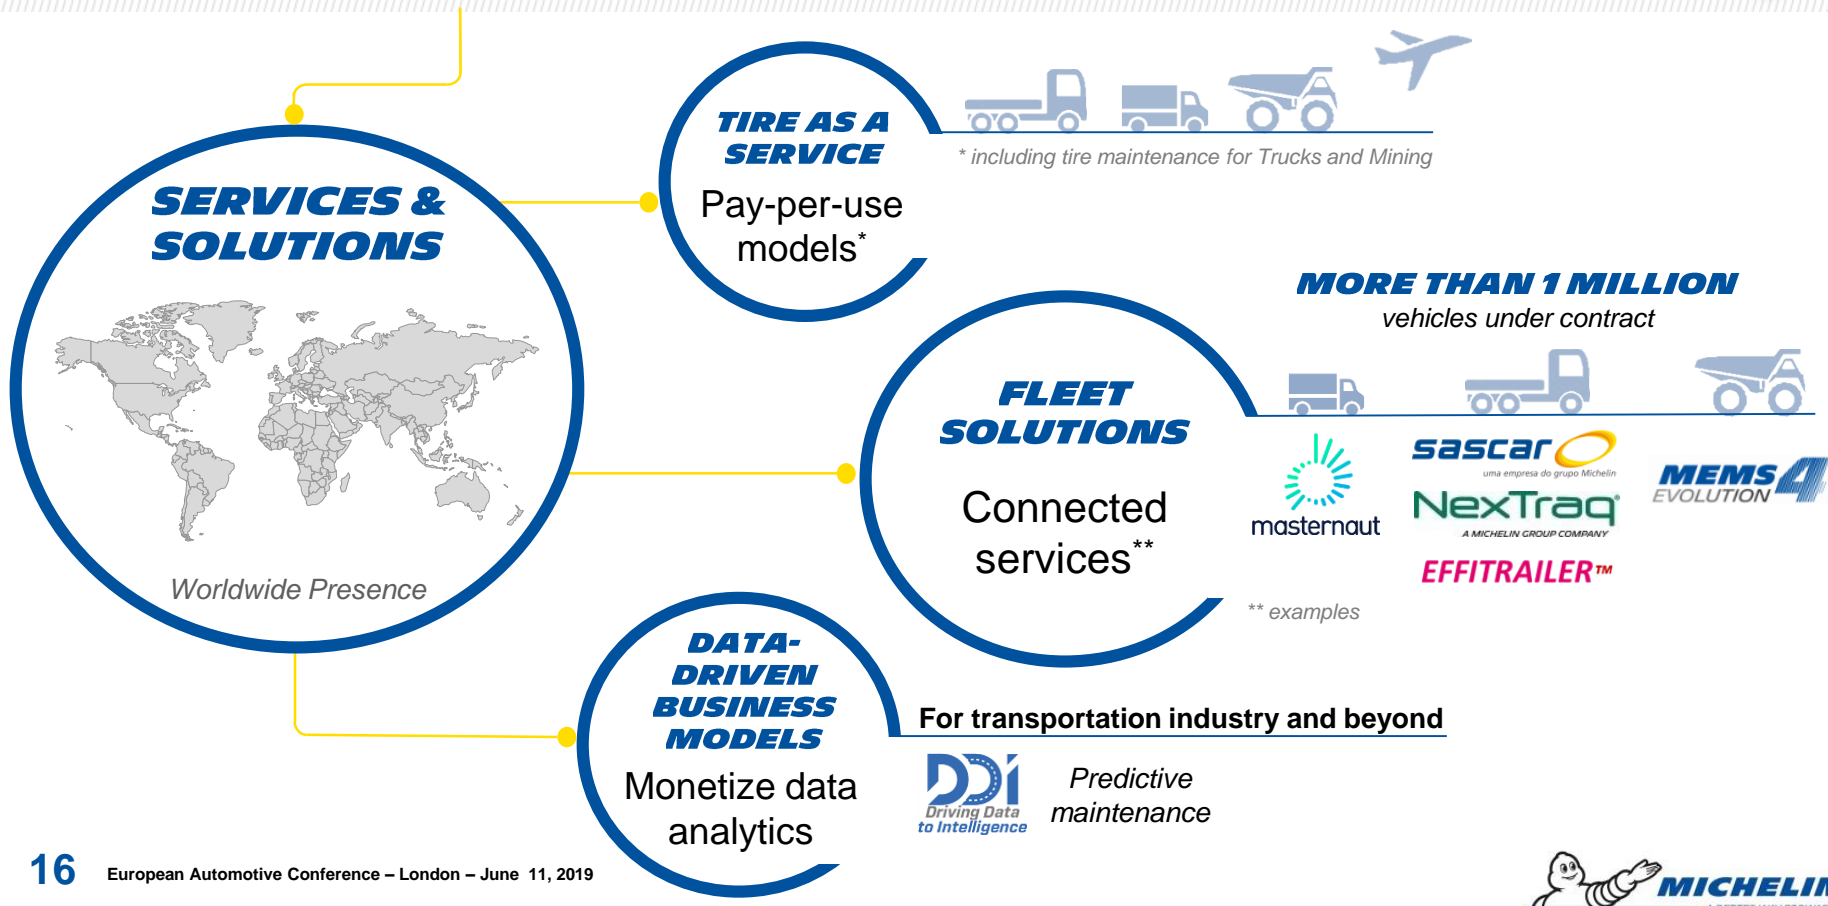 SERVICES &
SOLUTIONS
Worldwide Presence
TIRE AS A
SERVICE
Pay-per-use
models*
* including tire maintenance for Trucks and Mining
FLEET
SOLUTIONS
Connected
services**
MORE THAN 1 MILLION
vehicles under contract
masternaut
sascar
uma empresa do grupo Michelin
NexTraq
A MICHELIN GROUP COMPANY
EFFITRAILER™
MEMS 4
EVOLUTION
** examples
DATA-
DRIVEN
BUSINESS
MODELS
Monetize data
analytics
For transportation industry and beyond
DDi
Driving Data
to Intelligence
Predictive
maintenance
16
European Automotive Conference – London – June 11, 2019
MICHELIN